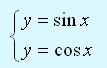 y = sin x
y = cos x